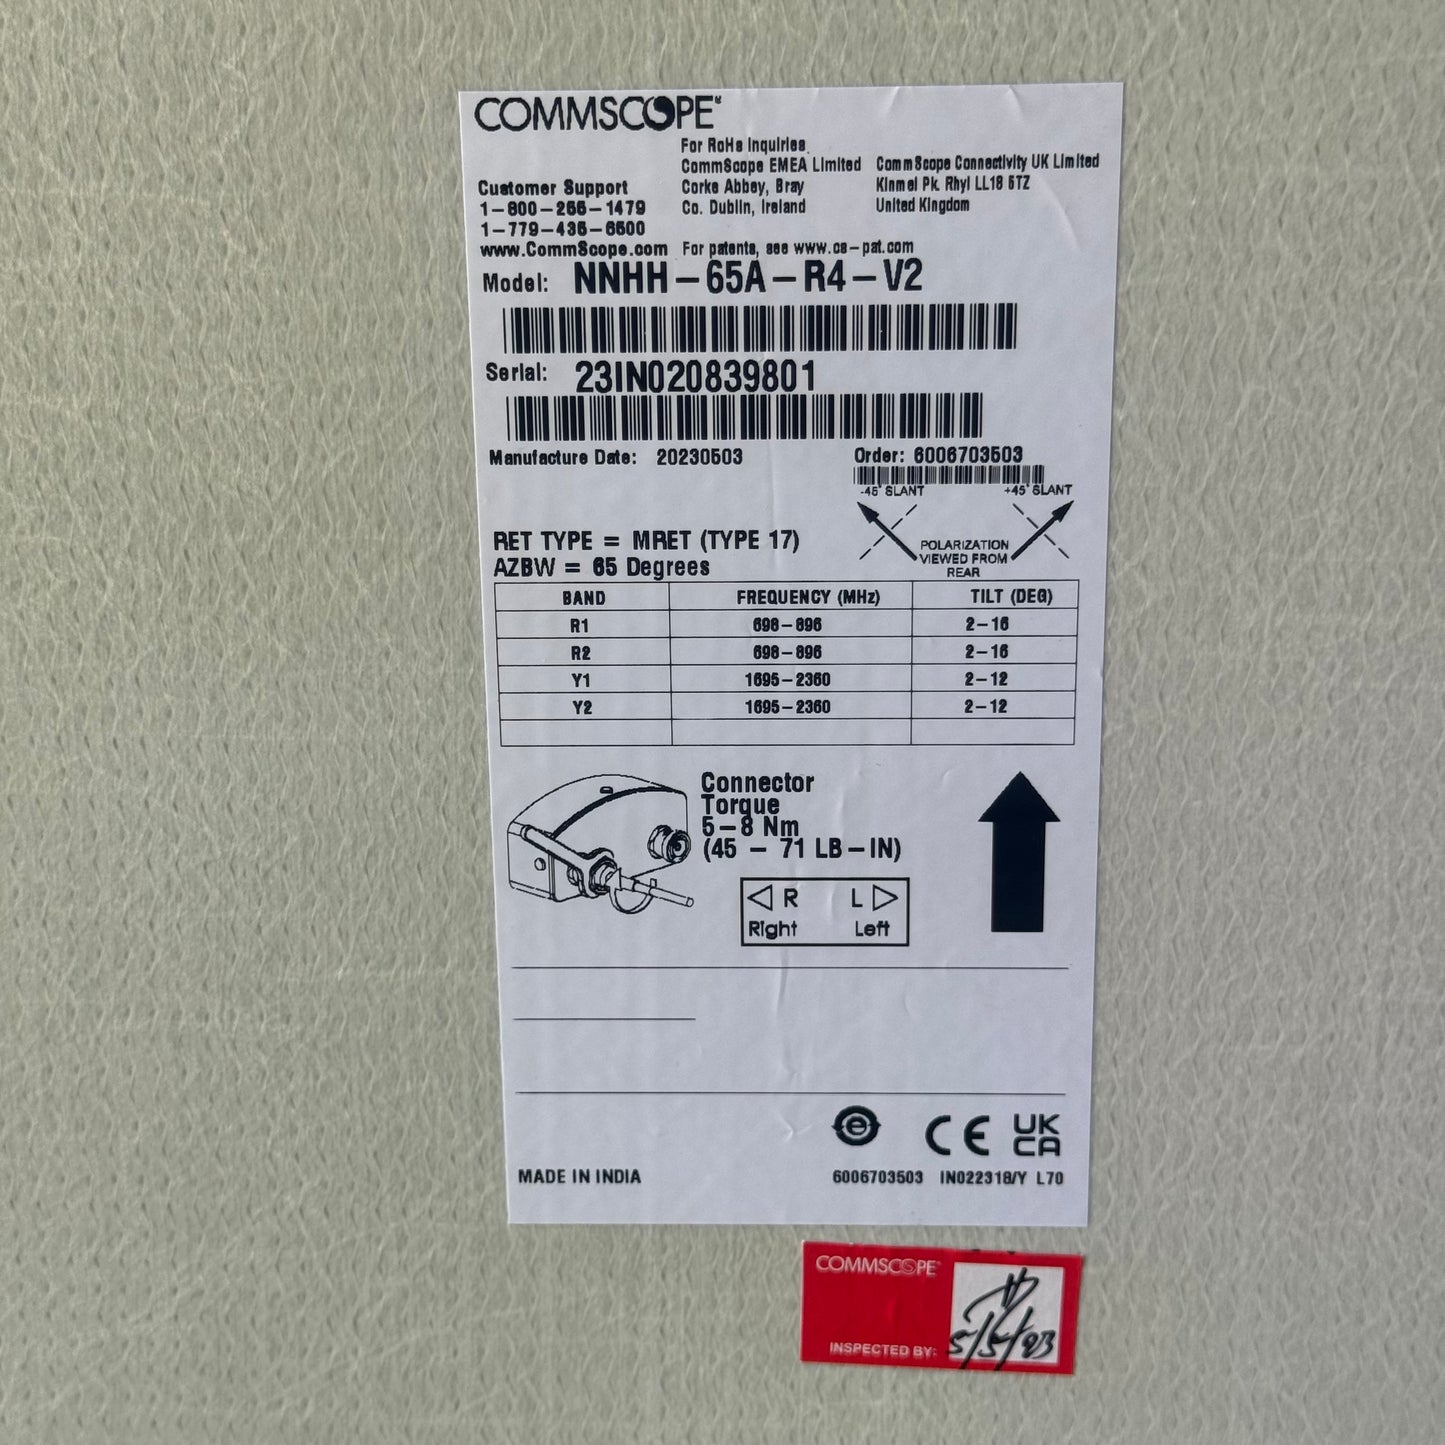 COMMSCOPE
For RoHs Inquiries
CommScope EMEA Limited
Corke Abbey, Bray
Co. Dublin, Ireland
CommScope Connectivity UK Limited
Kinmel Pk. Rhyl LL18 5TZ
United Kingdom
Customer Support
1-800-255-1479
1-779-435-6500
www.CommScope.com For patents, see www.cs-pat.com
Model: NNHH-65A-R4-V2
Serial: 23IN020839801
Manufacture Date: 20230503
Order: 6006703503
-45° SLANT
+45° SLANT
POLARIZATION
VIEWED FROM
REAR
RET TYPE = MRET (TYPE 17)
AZBW = 65 Degrees
BAND FREQUENCY (MHz) TILT (DEG)
R1 698-896 2-16
R2 698-896 2-16
Y1 1695-2360 2-12
Y2 1695-2360 2-12
Connector
Torque
5-8 Nm
(45 - 71 LB-IN)
R L
Right Left
CE UK CA
MADE IN INDIA
6006703503 IN022318/Y L70
COMMSCOPE
INSPECTED BY: